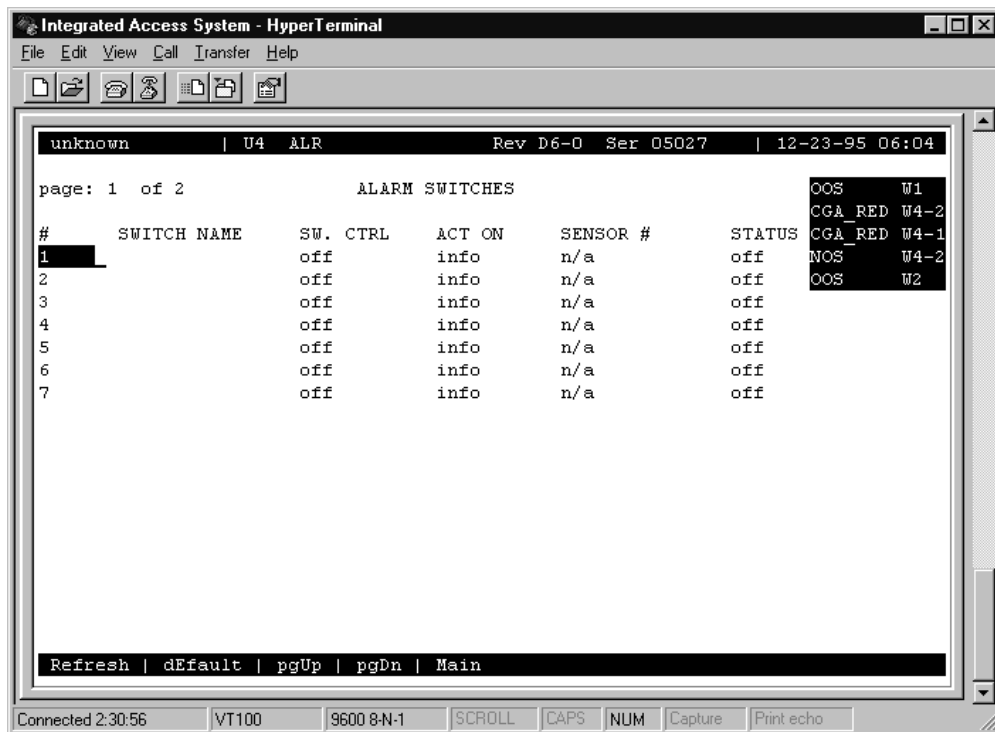 Integrated Access System - HyperTerminal
File Edit View Call Transfer Help
unknown | U4 ALR Rev D6-0 Ser 05027 | 12-23-95 06:04
page: 1 of 2 ALARM SWITCHES OOS W1
CGA_RED W4-2
# SWITCH NAME SW. CTRL ACT ON SENSOR # STATUS CGA_RED W4-1
1 off info n/a off NOS W4-2
2 off info n/a off OOS W2
3 off info n/a off
4 off info n/a off
5 off info n/a off
6 off info n/a off
7 off info n/a off
Refresh | dEfault | pgUp | pgDn | Main
Connected 2:30:56 VT100 9600 8-N-1 SCROLL CAPS NUM Capture Print echo